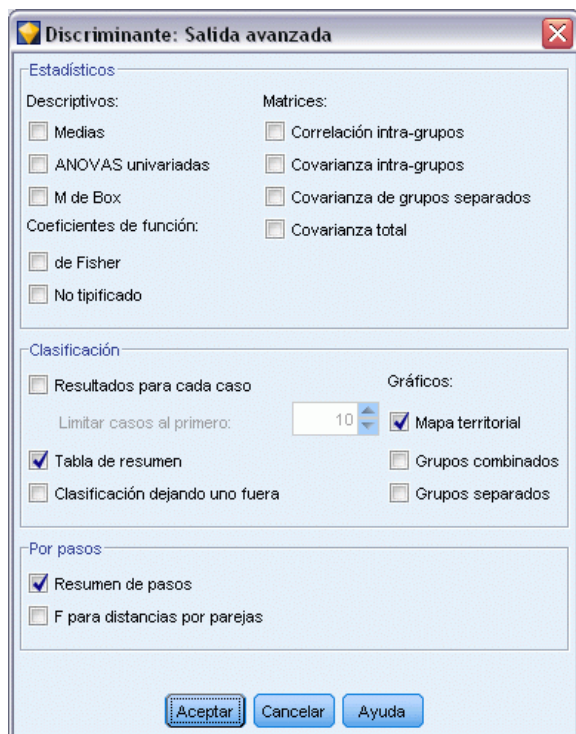 Discriminante: Salida avanzada
Estadísticos
Descriptivos:
Medias
ANOVAS univariadas
M de Box
Coeficientes de función:
de Fisher
No tipificado
Matrices:
Correlación intra-grupos
Covarianza intra-grupos
Covarianza de grupos separados
Covarianza total
Clasificación
Resultados para cada caso
Limitar casos al primero: 10
Tabla de resumen
Clasificación dejando uno fuera
Gráficos:
Mapa territorial
Grupos combinados
Grupos separados
Por pasos
Resumen de pasos
F para distancias por parejas
Aceptar Cancelar Ayuda